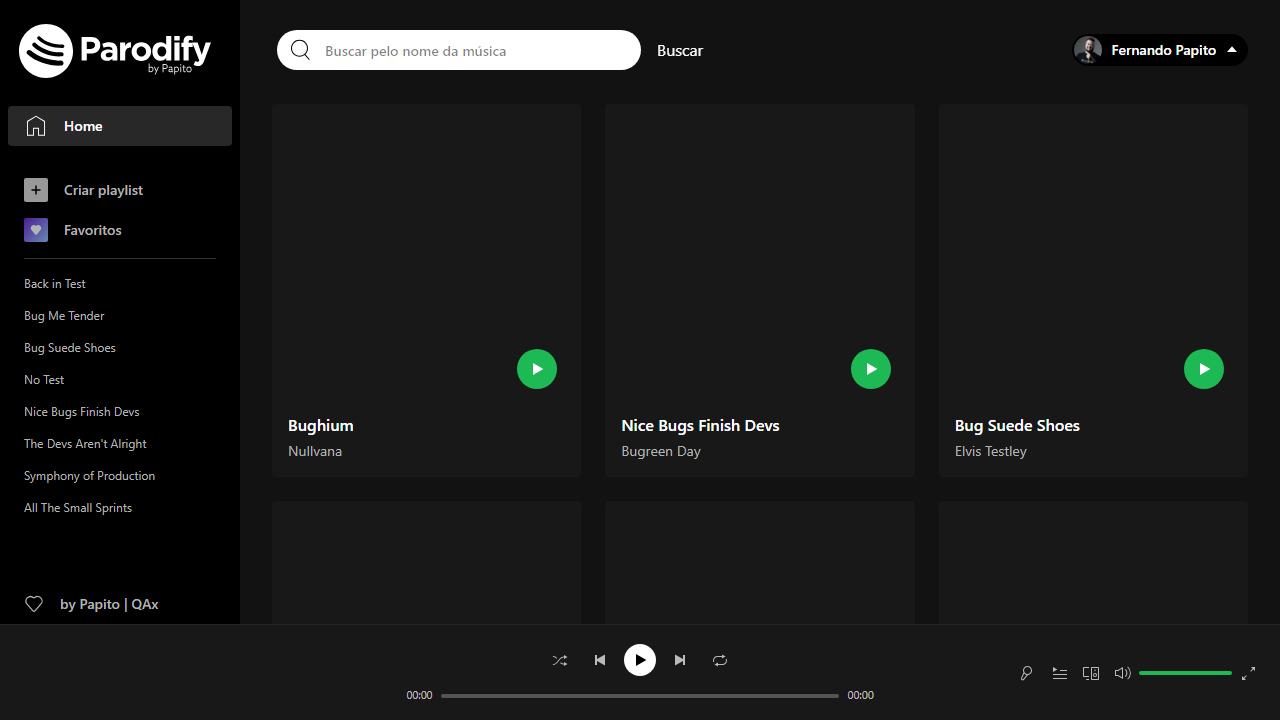 Parodify
by Papito
Home
Criar playlist
Favoritos
Back in Test
Bug Me Tender
Bug Suede Shoes
No Test
Nice Bugs Finish Devs
The Devs Aren't Alright
Symphony of Production
All The Small Sprints
by Papito | QAx
Buscar pelo nome da música
Buscar
Fernando Papito
Bughium
Nullvana
Nice Bugs Finish Devs
Bugreen Day
Bug Suede Shoes
Elvis Testley
00:00
00:00